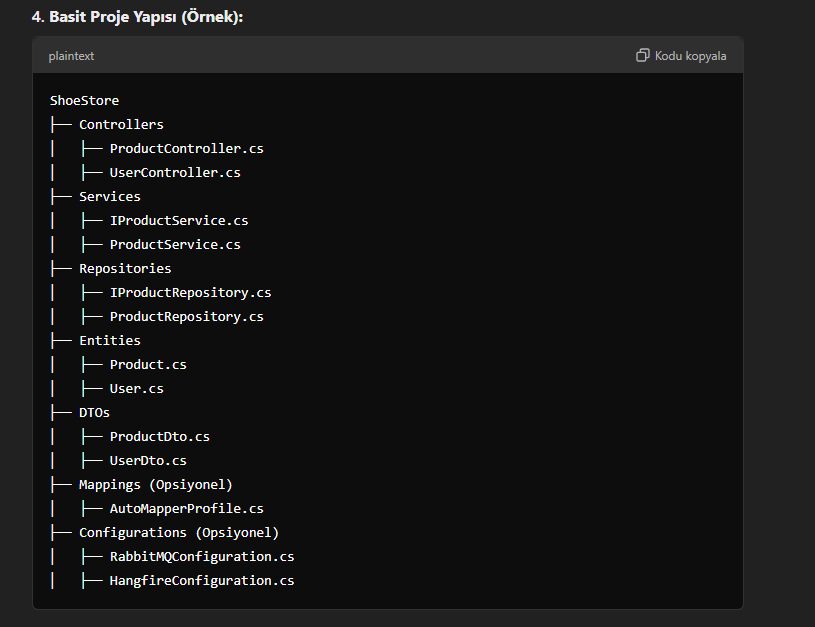 4. Basit Proje Yapısı (Örnek):
plaintext
Kodu kopyala
ShoeStore
├── Controllers
│   ├── ProductController.cs
│   ├── UserController.cs
├── Services
│   ├── IProductService.cs
│   ├── ProductService.cs
├── Repositories
│   ├── IProductRepository.cs
│   ├── ProductRepository.cs
├── Entities
│   ├── Product.cs
│   ├── User.cs
├── DTOs
│   ├── ProductDto.cs
│   ├── UserDto.cs
├── Mappings (Opsiyonel)
│   ├── AutoMapperProfile.cs
├── Configurations (Opsiyonel)
│   ├── RabbitMQConfiguration.cs
│   ├── HangfireConfiguration.cs